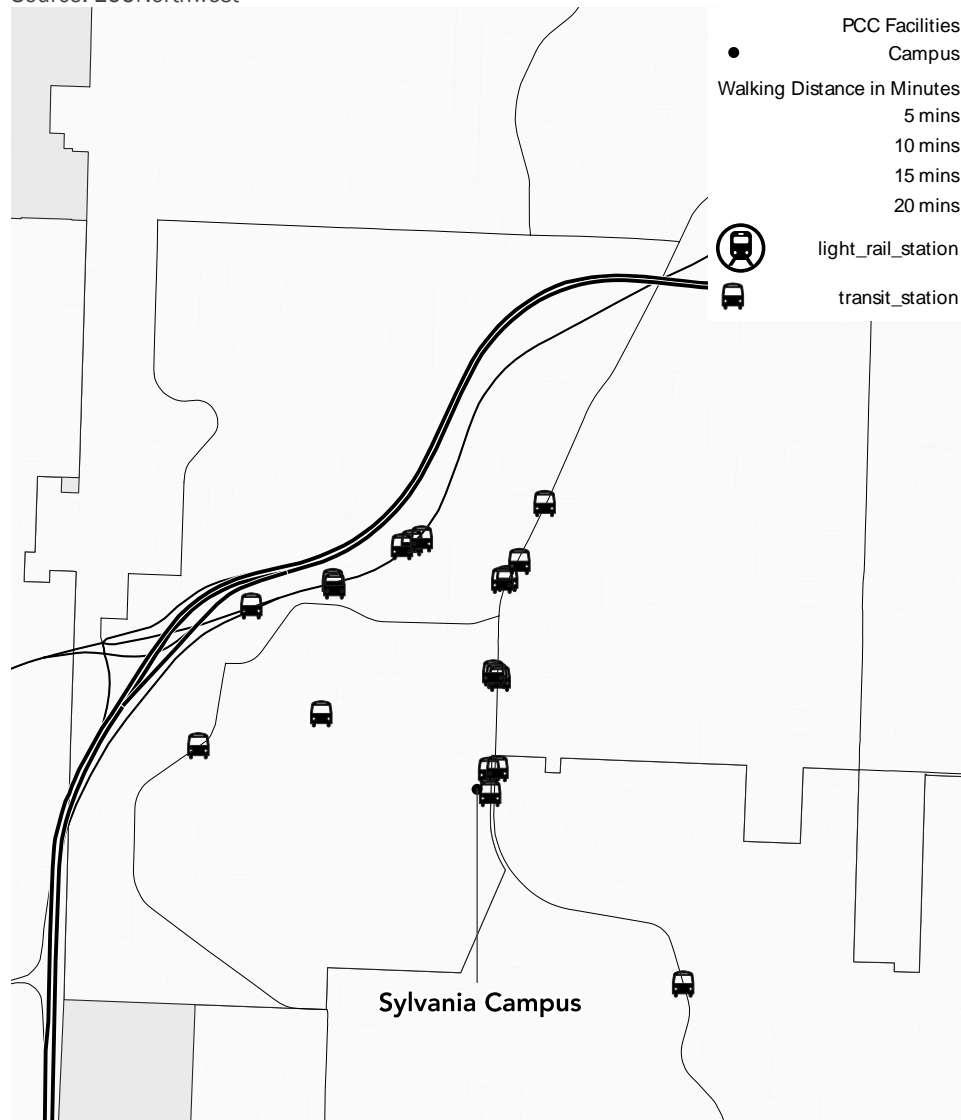 PCC Facilities
Campus
Walking Distance in Minutes
5 mins
10 mins
15 mins
20 mins
light_rail_station
transit_station
Sylvania Campus